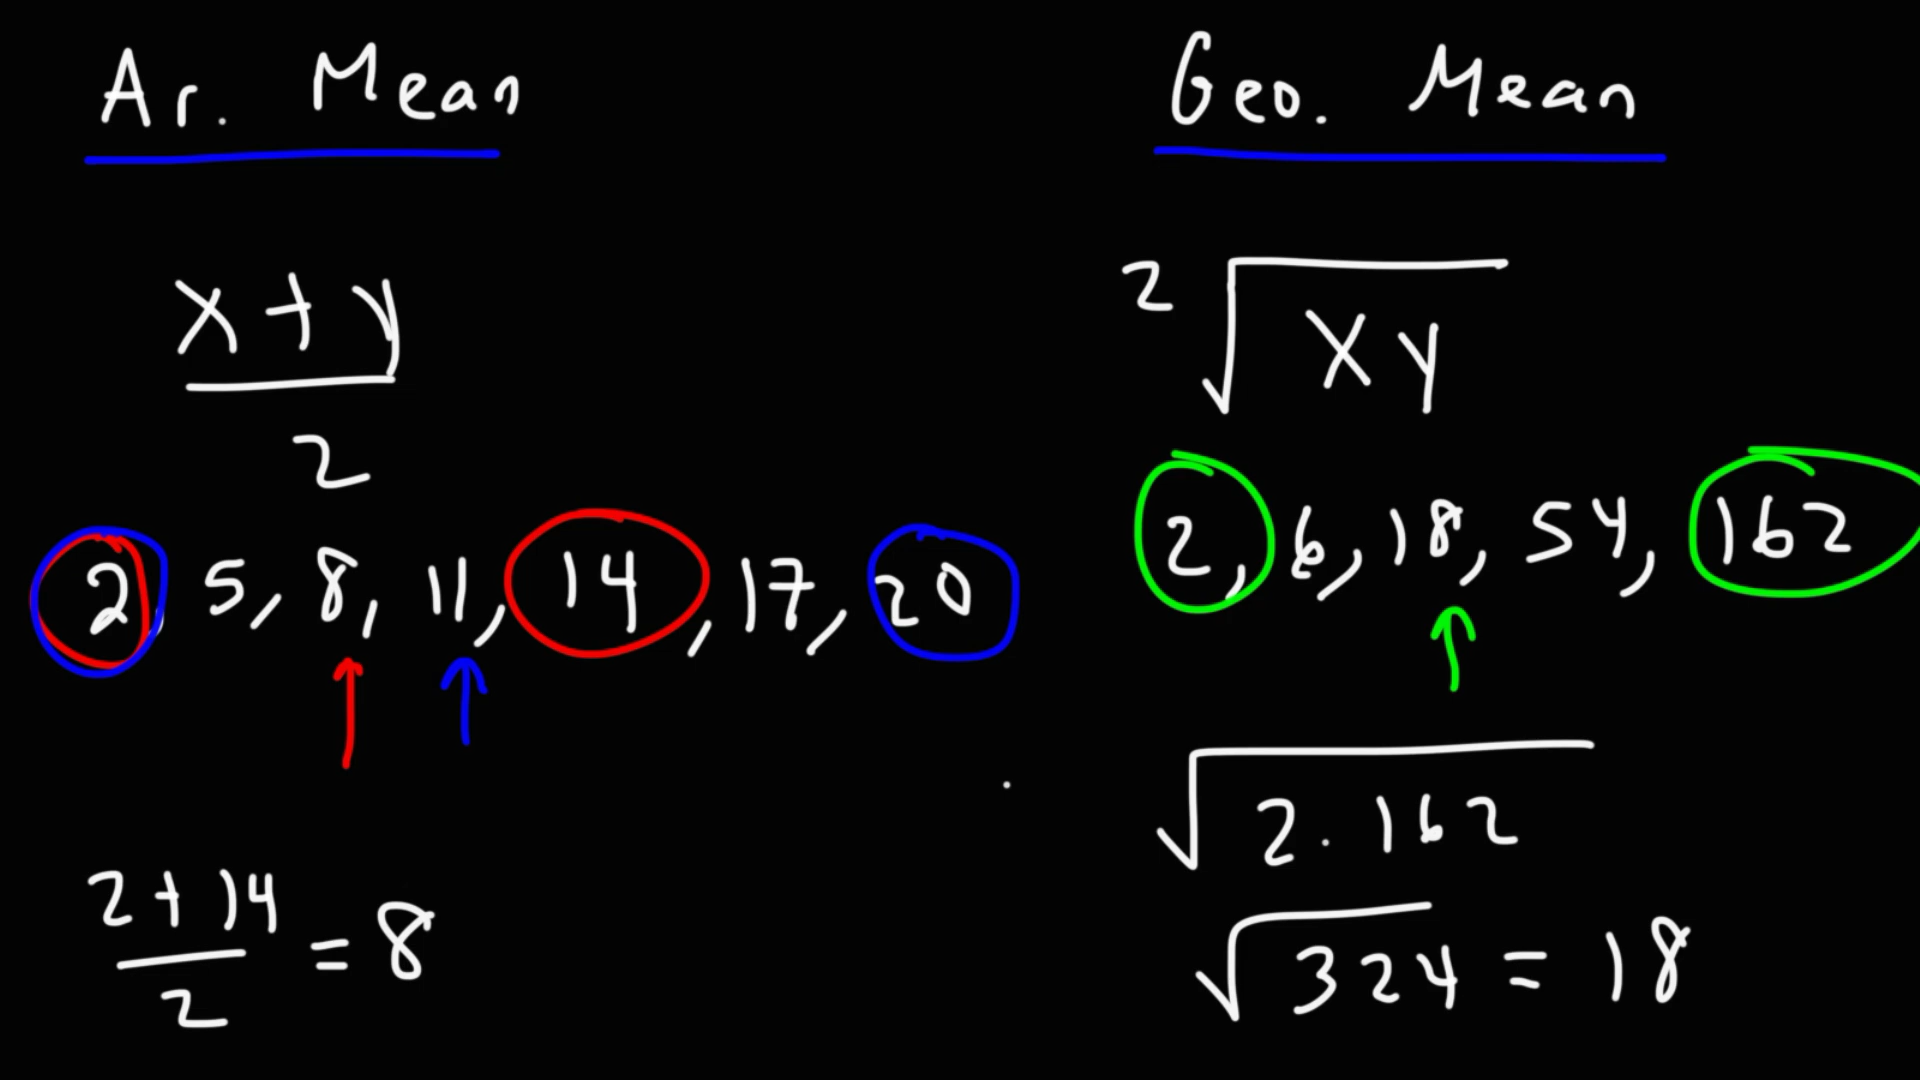 Ar. Mean
x + y
2
2, 5, 8, 11, 14, 17, 20
2 + 14
2
= 8
Geo. Mean
2√xy
2, 6, 18, 54, 162
√2 · 162
√324 = 18